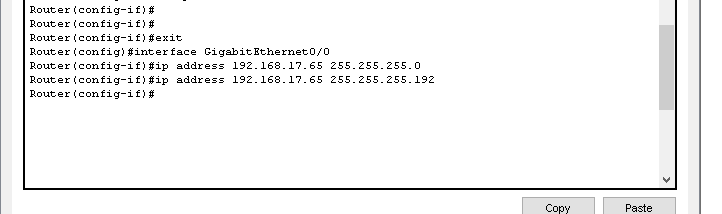 Router(config-if)#
Router(config-if)#
Router(config-if)#exit
Router(config)#interface GigabitEthernet0/0
Router(config-if)#ip address 192.168.17.65 255.255.255.0
Router(config-if)#ip address 192.168.17.65 255.255.255.192
Router(config-if)#
Copy
Paste